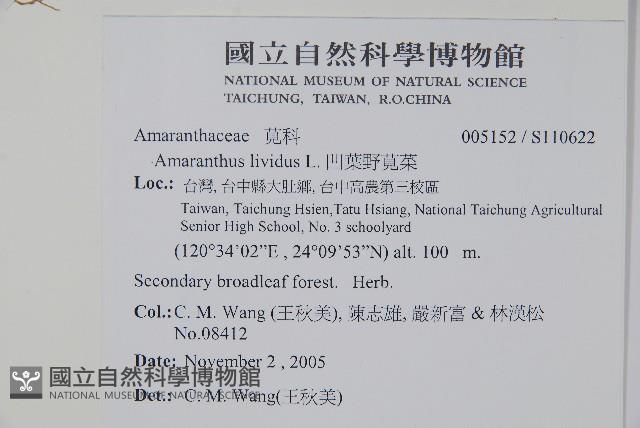 國立自然科學博物館
NATIONAL MUSEUM OF NATURAL SCIENCE
TAICHUNG, TAIWAN, R.O.CHINA
Amaranthaceae 莧科 005152 / S110622
Amaranthus lividus L. 凹葉野莧菜
Loc.: 台灣, 台中縣大肚鄉, 台中高農第三校區
Taiwan, Taichung Hsien,Tatu Hsiang, National Taichung Agricultural
Senior High School, No. 3 schoolyard
(120°34’02”E , 24°09’53”N) alt. 100 m.
Secondary broadleaf forest. Herb.
Col.: C. M. Wang (王秋美), 陳志雄, 嚴新富 & 林漢松
No.08412
Date: November 2 , 2005
Det.: C. M. Wang(王秋美)
國立自然科學博物館
NATIONAL MUSEUM OF NATURAL SCIENCE